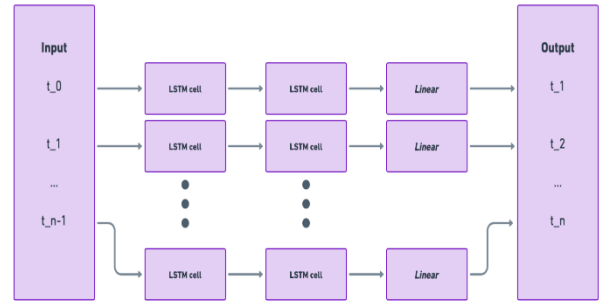 Input
Output
t_0
LSTM cell
LSTM cell
Linear
t_1
t_1
LSTM cell
LSTM cell
Linear
t_2
...
...
t_n-1
t_n
LSTM cell
LSTM cell
Linear